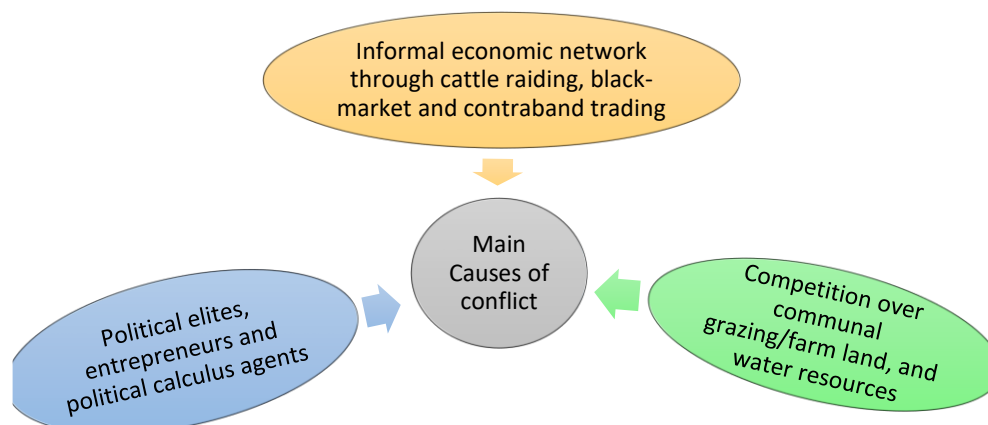 Informal economic network
through cattle raiding, black-
market and contraband trading
Main
Causes of
conflict
Political elites,
entrepreneurs and
political calculus agents
Competition over
communal
grazing/farm land, and
water resources